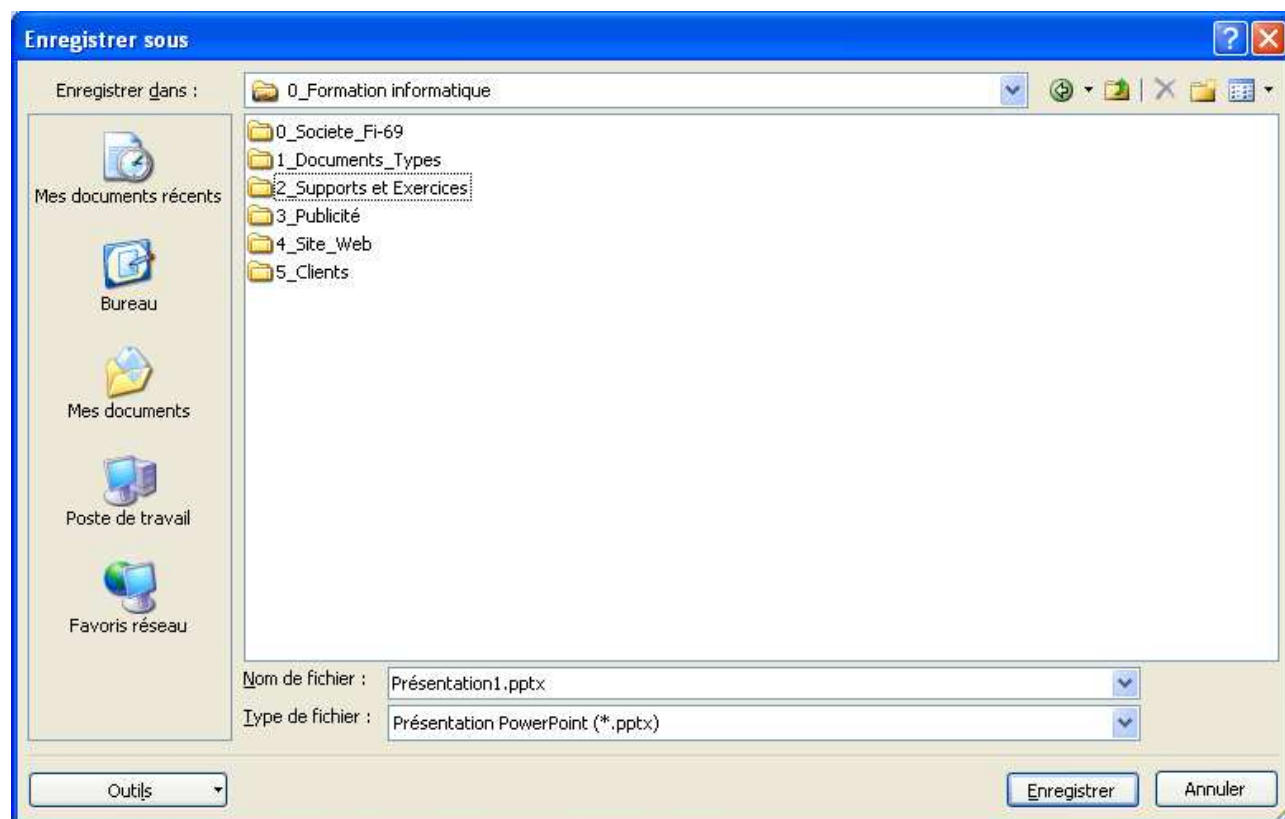 Enregistrer sous
Enregistrer dans :
0_Formation informatique
Mes documents récents
Bureau
Mes documents
Poste de travail
Favoris réseau
0_Societe_Fi-69
1_Documents_Types
2_Supports et Exercices
3_Publicité
4_Site_Web
5_Clients
Nom de fichier :
Présentation1.pptx
Type de fichier :
Présentation PowerPoint (*.pptx)
Outils
Enregistrer
Annuler